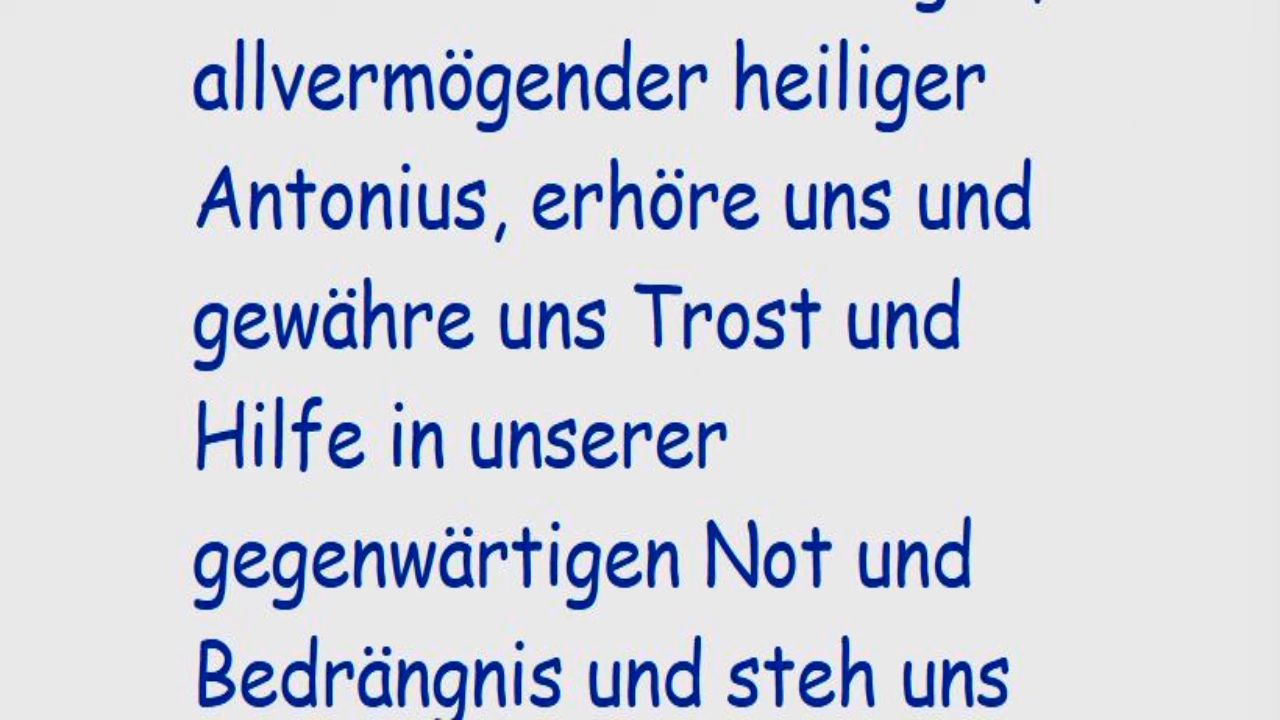 allvermögender heiliger
Antonius, erhöre uns und
gewähre uns Trost und
Hilfe in unserer
gegenwärtigen Not und
Bedrängnis und steh uns